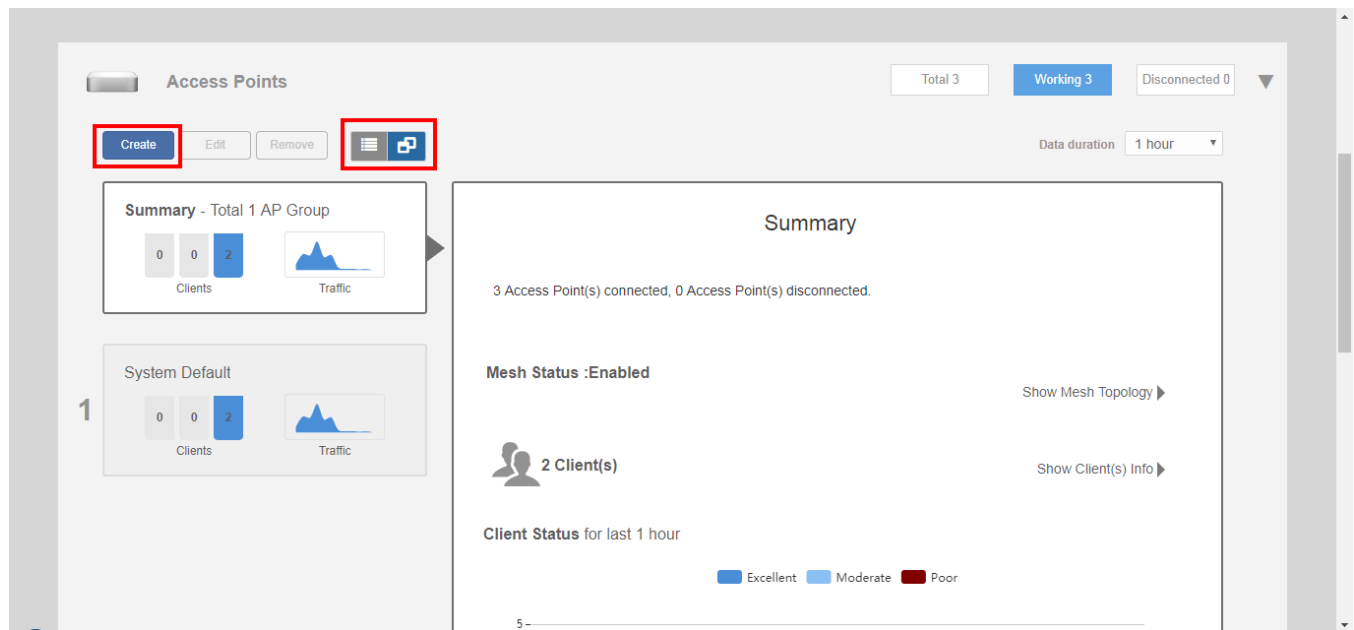 Access Points
Total 3
Working 3
Disconnected 0
Create
Edit
Remove
Data duration
1 hour
Summary - Total 1 AP Group
0 0 2
Clients
Traffic
1
System Default
0 0 2
Clients
Traffic
Summary
3 Access Point(s) connected, 0 Access Point(s) disconnected.
Mesh Status :Enabled
Show Mesh Topology
2 Client(s)
Show Client(s) Info
Client Status for last 1 hour
Excellent
Moderate
Poor
5